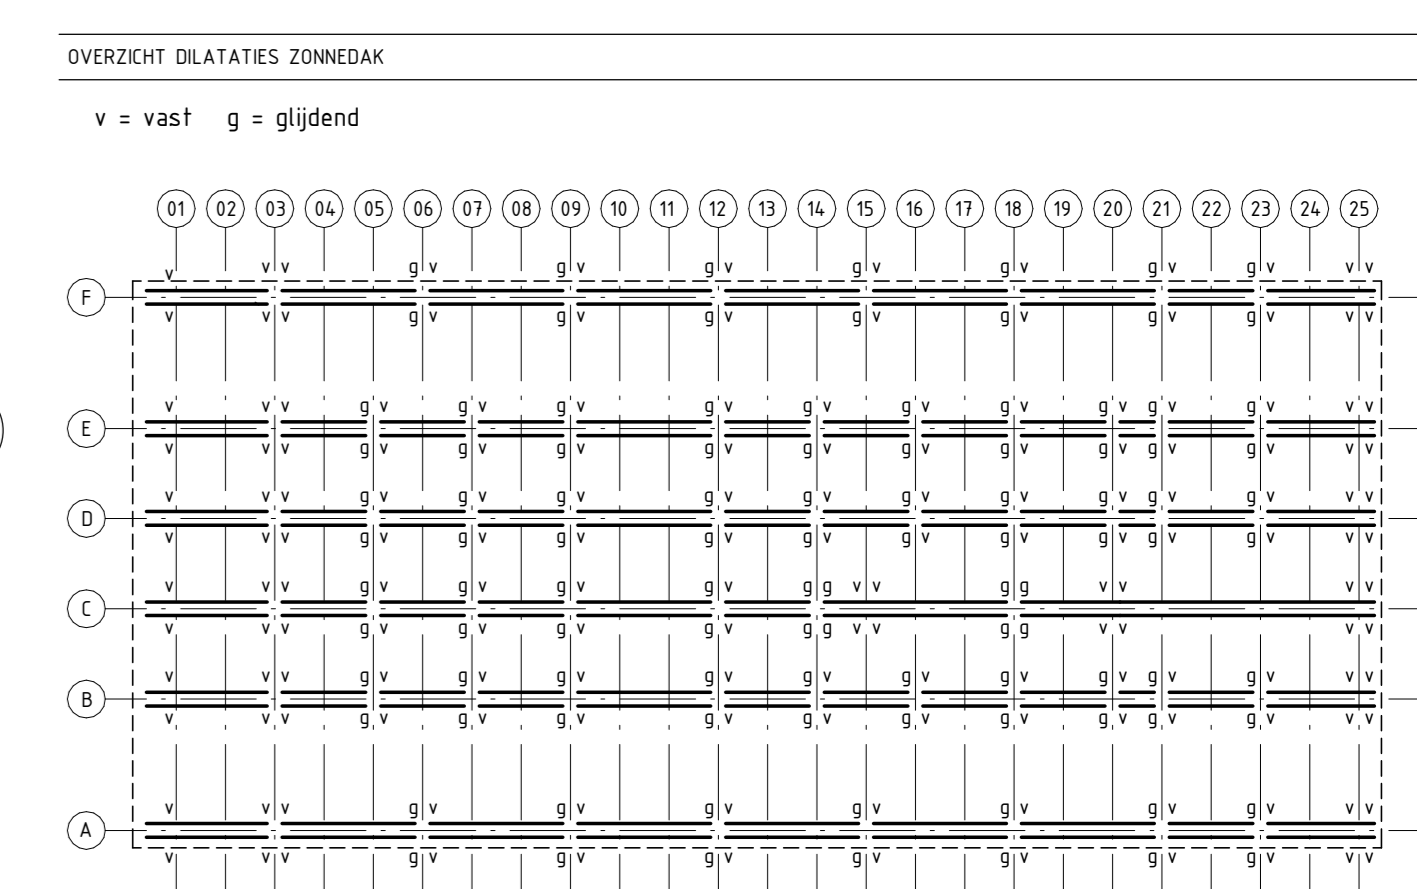 OVERZICHT DILATATIES ZONNEDAK
v = vast g = glijdend
01 02 03 04 05 06 07 08 09 10 11 12 13 14 15 16 17 18 19 20 21 22 23 24 25
v v v g v g v g v g v g v g v g v v v
F
v v v g v g v g v g v g v g v g v v v
v v v g v g v g v g v g v g v g v g v g v g v v v
E
v v v g v g v g v g v g v g v g v g v g v g v v v
v v v g v g v g v g v g v g v g v g v g v g v v v
D
v v v g v g v g v g v g v g v g v g v g v g v v v
v v v g v g v g v g v g g v v g g v v v v
C
v v v g v g v g v g v g g v v g g v v v v
v v v g v g v g v g v g v g v g v g v g v g v v v
B
v v v g v g v g v g v g v g v g v g v g v g v v v
v v v g v g v g v g v g v g v g v v v
A
v v v g v g v g v g v g v g v g v v v